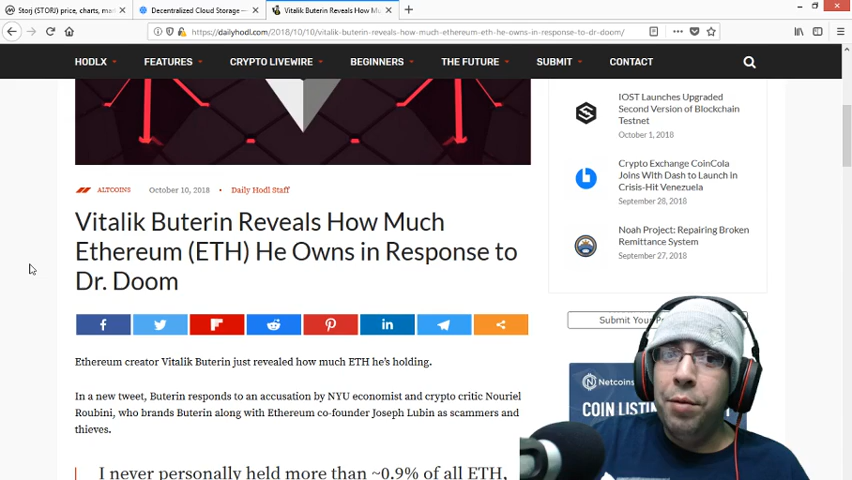 Storj (STORJ) price, charts, mar
Decentralized Cloud Storage —
Vitalik Buterin Reveals How Mu
https://dailyhodl.com/2018/10/10/vitalik-buterin-reveals-how-much-ethereum-eth-he-owns-in-response-to-dr-doom/
HODLX
FEATURES
CRYPTO LIVEWIRE
BEGINNERS
THE FUTURE
SUBMIT
CONTACT
ALTCOINS
October 10, 2018
Daily Hodl Staff
Vitalik Buterin Reveals How Much
Ethereum (ETH) He Owns in Response to
Dr. Doom
Ethereum creator Vitalik Buterin just revealed how much ETH he's holding.
In a new tweet, Buterin responds to an accusation by NYU economist and crypto critic Nouriel
Roubini, who brands Buterin along with Ethereum co-founder Joseph Lubin as scammers and
thieves.
I never personally held more than ~0.9% of all ETH,
IOST Launches Upgraded
Second Version of Blockchain
Testnet
October 1, 2018
Crypto Exchange CoinCola
Joins With Dash to Launch in
Crisis-Hit Venezuela
September 28, 2018
Noah Project: Repairing Broken
Remittance System
September 27, 2018
Submit Your
Netcoins
COIN LISTING